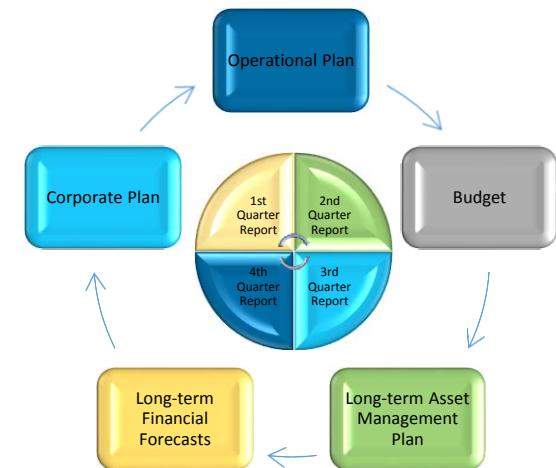 Operational Plan
Corporate Plan
Budget
1st
Quarter
Report
2nd
Quarter
Report
4th
Quarter
Report
3rd
Quarter
Report
Long-term
Financial
Forecasts
Long-term Asset
Management
Plan